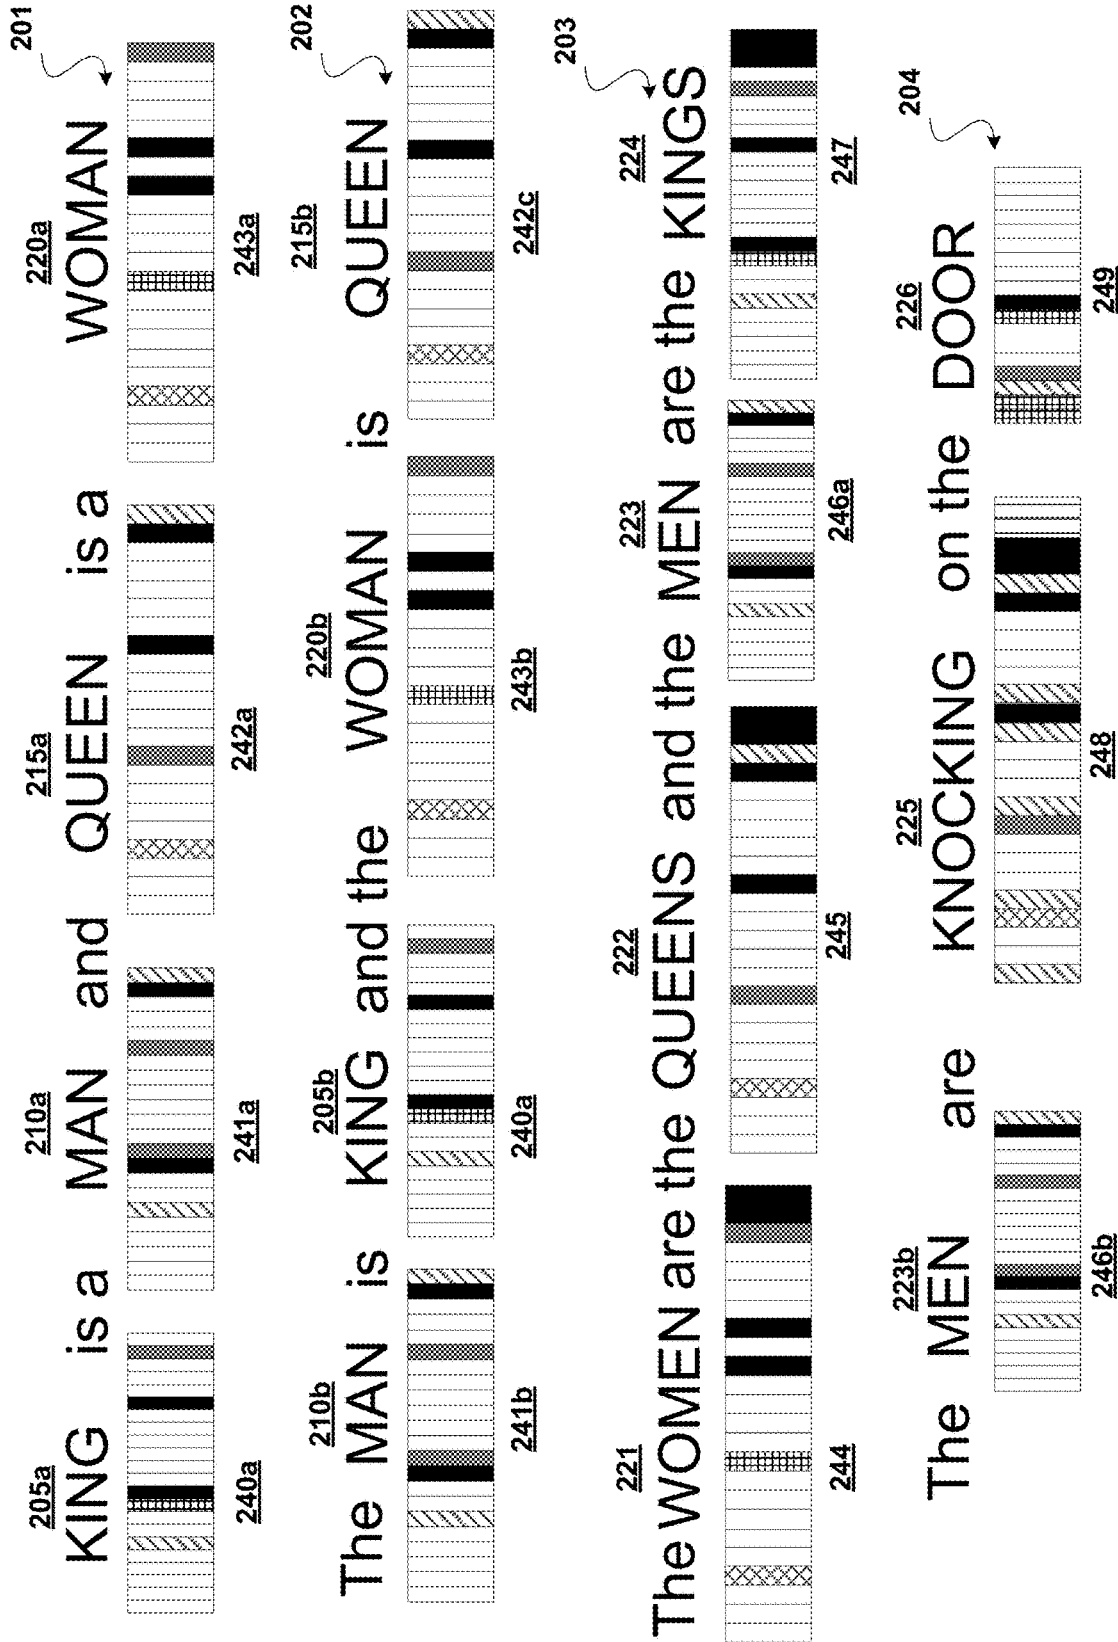 201
205a 210a 215a 220a
KING is a MAN and QUEEN is a WOMAN
240a 241a 242a 243a
202
210b 205b 220b 215b
The MAN is KING and the WOMAN is QUEEN
241b 240a 243b 242c
203
221 222 223 224
The WOMEN are the QUEENS and the MEN are the KINGS
244 245 246a 247
204
223b 225 226
The MEN are KNOCKING on the DOOR
246b 248 249